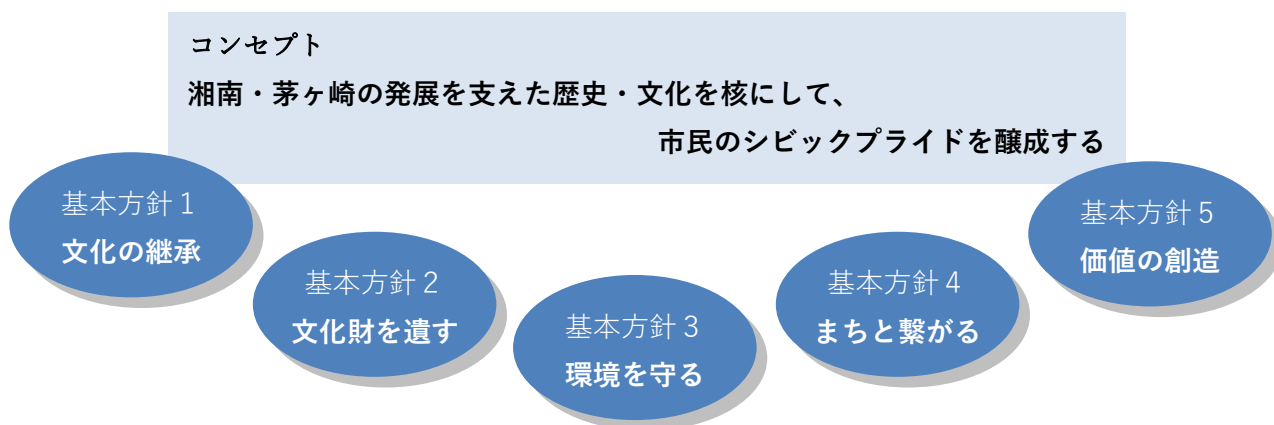 コンセプト
湘南・茅ヶ崎の発展を支えた歴史・文化を核にして、
市民のシビックプライドを醸成する
基本方針1
文化の継承
基本方針2
文化財を遺す
基本方針3
環境を守る
基本方針4
まちと繋がる
基本方針5
価値の創造